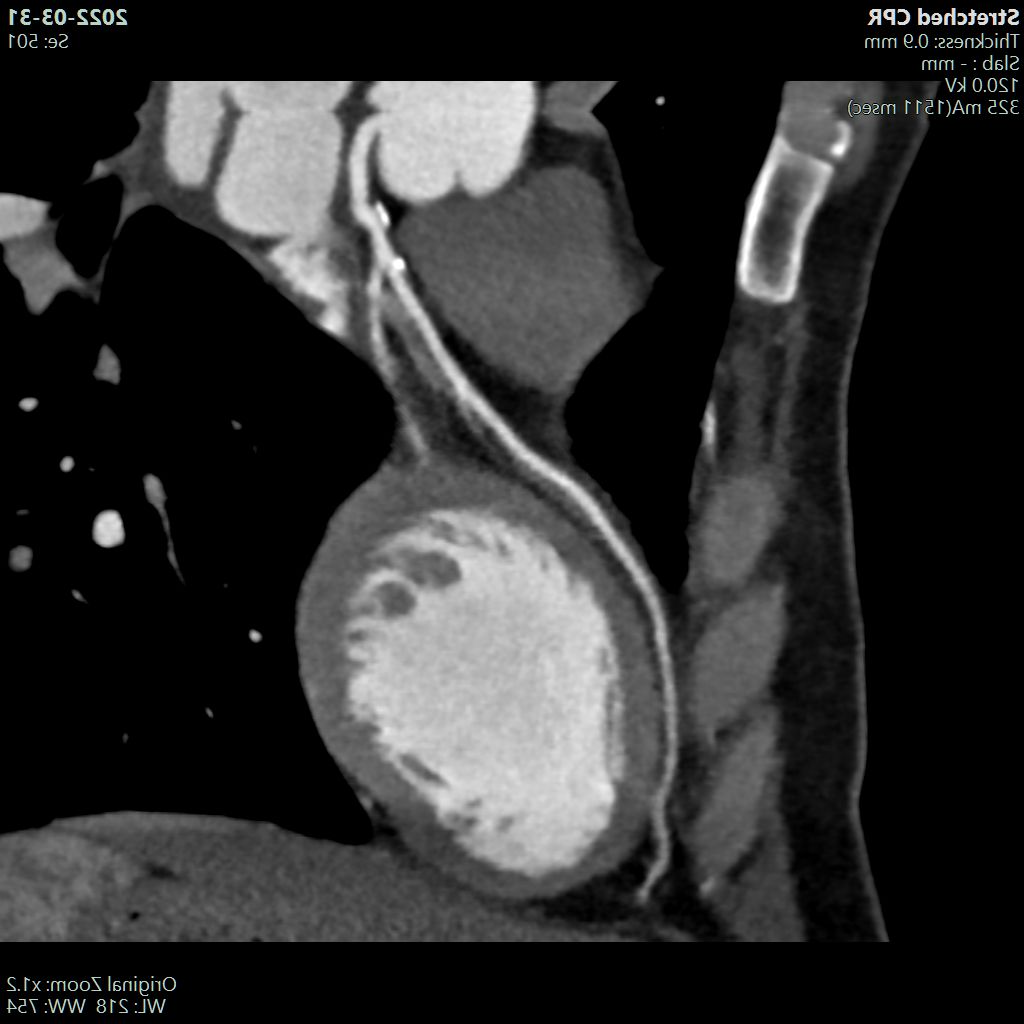 Stretched CPR
Thickness: 0.9 mm
Slab : - mm
120.0 kV
325 mA(1511 msec)
2022-03-31
Se: 501
Original Zoom: x1.2
WL: 218 WW: 754